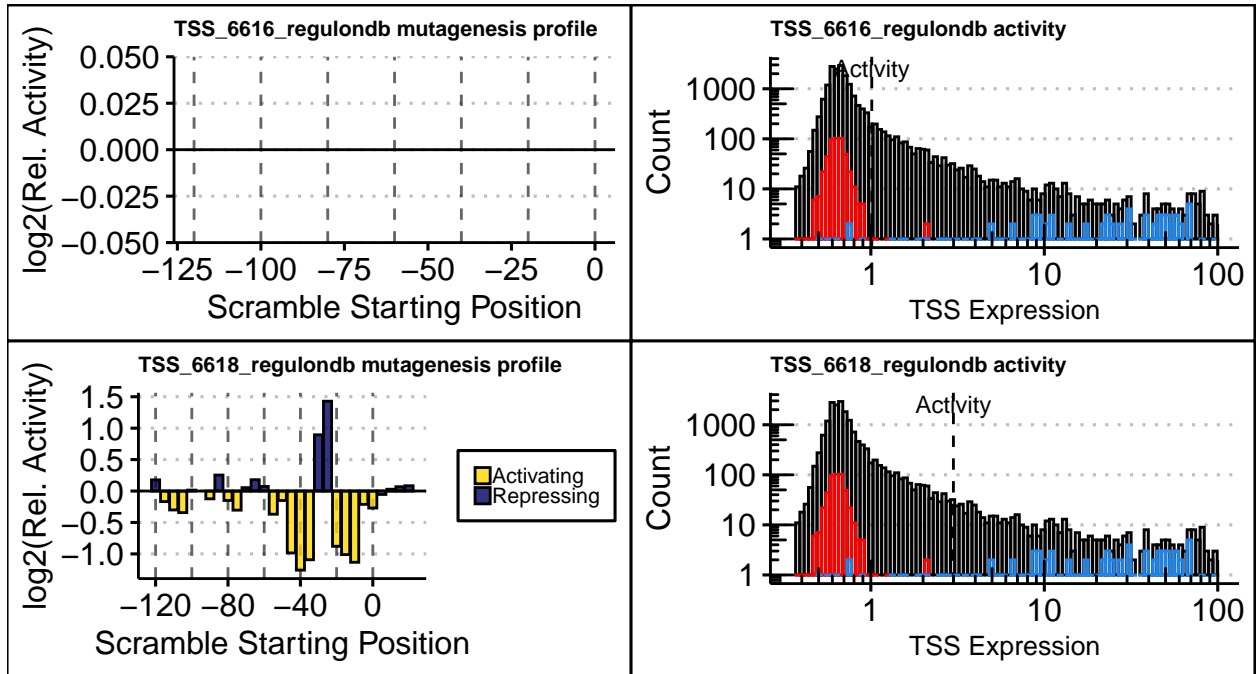 TSS_6616_regulondb mutagenesis profile
log2(Rel. Activity)
0.050
0.025
0.000
−0.025
−0.050
−125 −100 −75 −50 −25 0
Scramble Starting Position
TSS_6616_regulondb activity
Activity
Count
1000
100
10
1
1 10 100
TSS Expression
TSS_6618_regulondb mutagenesis profile
log2(Rel. Activity)
1.5
1.0
0.5
0.0
−0.5
−1.0
−120 −80 −40 0
Scramble Starting Position
Activating
Repressing
TSS_6618_regulondb activity
Activity
Count
1000
100
10
1
1 10 100
TSS Expression